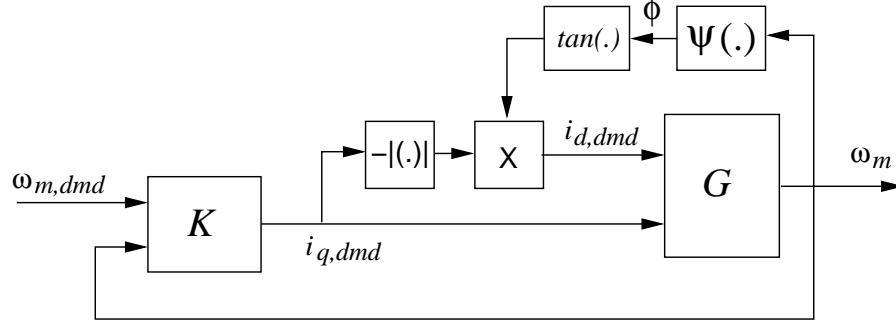 ϕ
tan(.)
ψ(.)
−|(.)|
X
i_{d,dmd}
G
ω_m
ω_{m,dmd}
K
i_{q,dmd}